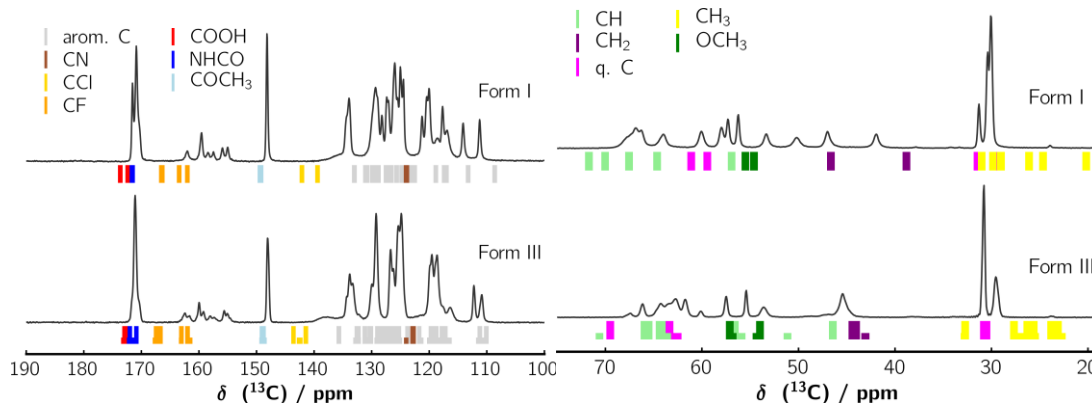 arom. C
CN
CCl
CF
COOH
NHCO
COCH₃
Form I
Form III
190 180 170 160 150 140 130 120 110 100
δ (¹³C) / ppm
CH
CH₂
q. C
CH₃
OCH₃
Form I
Form III
70 60 50 40 30 20
δ (¹³C) / ppm